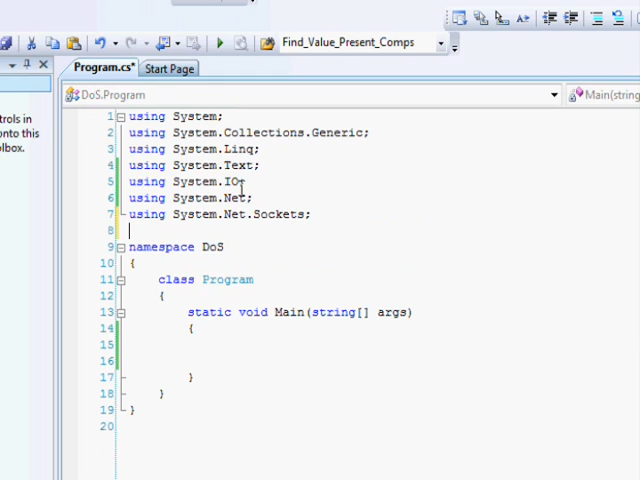 Find_Value_Present_Comps
Program.cs* Start Page
DoS.Program Main(string
trols in
onto this
olbox.
1 using System;
2 using System.Collections.Generic;
3 using System.Linq;
4 using System.Text;
5 using System.IO;
6 using System.Net;
7 using System.Net.Sockets;
8
9 namespace DoS
10 {
11 class Program
12 {
13 static void Main(string[] args)
14 {
15
16
17 }
18 }
19 }
20